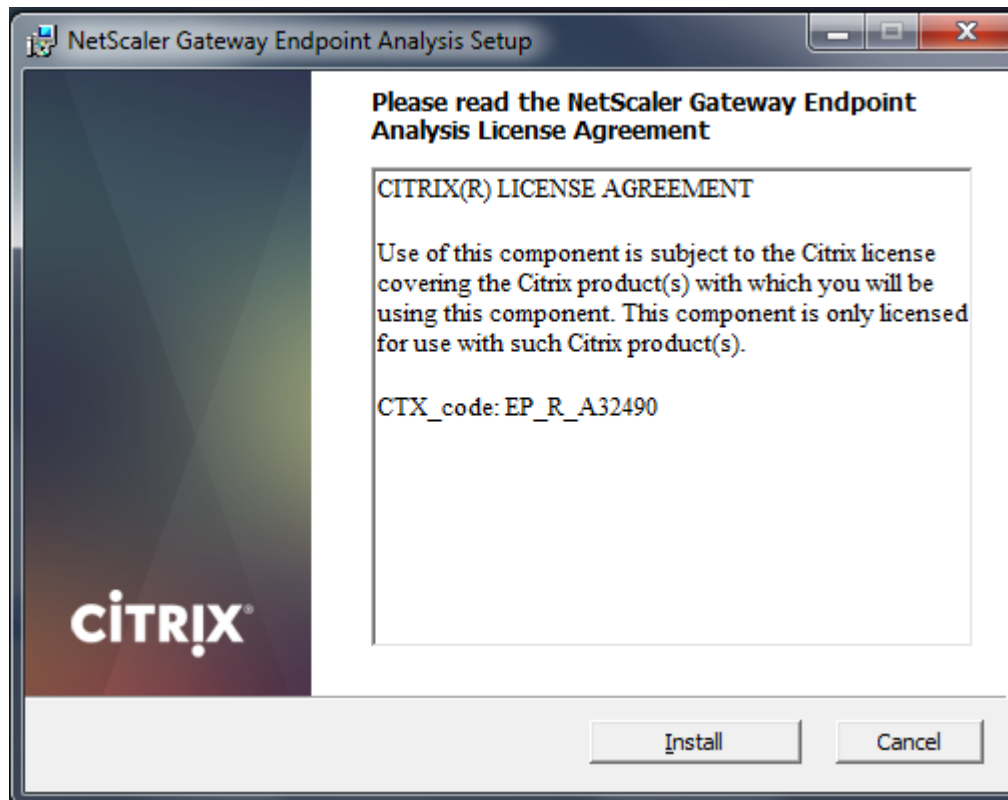 NetScaler Gateway Endpoint Analysis Setup
Please read the NetScaler Gateway Endpoint
Analysis License Agreement
CITRIX(R) LICENSE AGREEMENT
Use of this component is subject to the Citrix license
covering the Citrix product(s) with which you will be
using this component. This component is only licensed
for use with such Citrix product(s).
CTX_code: EP_R_A32490
CITRIX®
Install
Cancel